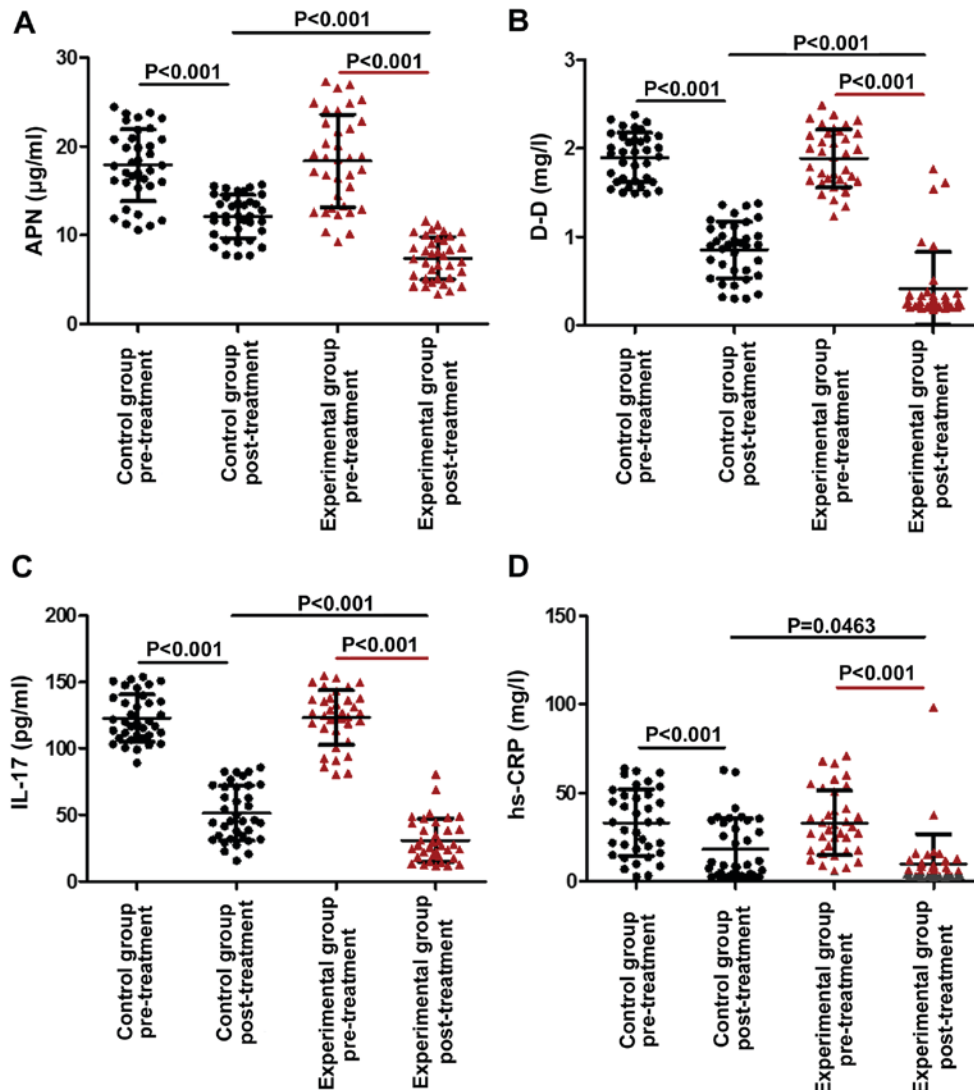 A
P<0.001
P<0.001
P<0.001
APN (µg/ml)
30
20
10
0
Control group
pre-treatment
Control group
post-treatment
Experimental group
pre-treatment
Experimental group
post-treatment
B
P<0.001
P<0.001
P<0.001
D-D (mg/l)
3
2
1
0
Control group
pre-treatment
Control group
post-treatment
Experimental group
pre-treatment
Experimental group
post-treatment
C
P<0.001
P<0.001
P<0.001
IL-17 (pg/ml)
200
150
100
50
0
Control group
pre-treatment
Control group
post-treatment
Experimental group
pre-treatment
Experimental group
post-treatment
D
P=0.0463
P<0.001
P<0.001
hs-CRP (mg/l)
150
100
50
0
Control group
pre-treatment
Control group
post-treatment
Experimental group
pre-treatment
Experimental group
post-treatment